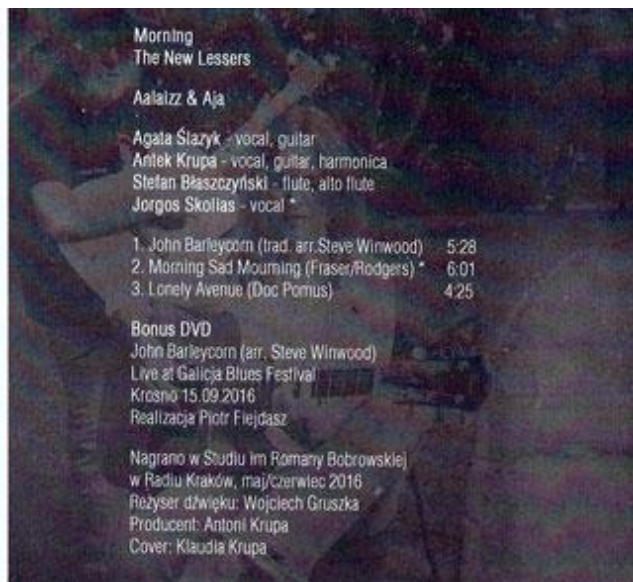 Morning
The New Lessers
Aalaizz & Aja
Agata Ślazyk - vocal, guitar
Antek Krupa - vocal, guitar, harmonica
Stefan Błaszczyński - flute, alto flute
Jorgos Skolias - vocal *
1. John Barleycorn (trad. arr.Steve Winwood) 5:28
2. Morning Sad Mourning (Fraser/Rodgers) * 6:01
3. Lonely Avenue (Doc Pomus) 4:25
Bonus DVD
John Barleycorn (arr. Steve Winwood)
Live at Galicja Blues Festival
Krosno 15.09.2016
Realizacja Piotr Fiejdasz
Nagrano w Studiu im Romany Bobrowskiej
w Radiu Kraków, maj/czerwiec 2016
Reżyser dźwięku: Wojciech Gruszka
Producent: Antoni Krupa
Cover: Klaudia Krupa